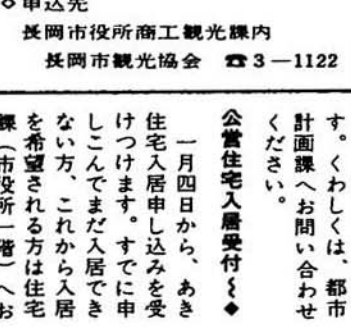 ◇申込先
長岡市役所商工観光課内
長岡市観光協会 ☎3—1122
す。くわしくは、都市
計画課へお問い合わせ
ください。
公営住宅入居受付〜◆
一月四日から、あき
住宅入居申し込みを受
けつけます。すでに申
しこんでまだ入居でき
ない方、これから入居
を希望される方は住宅
課（市役所一階）へお